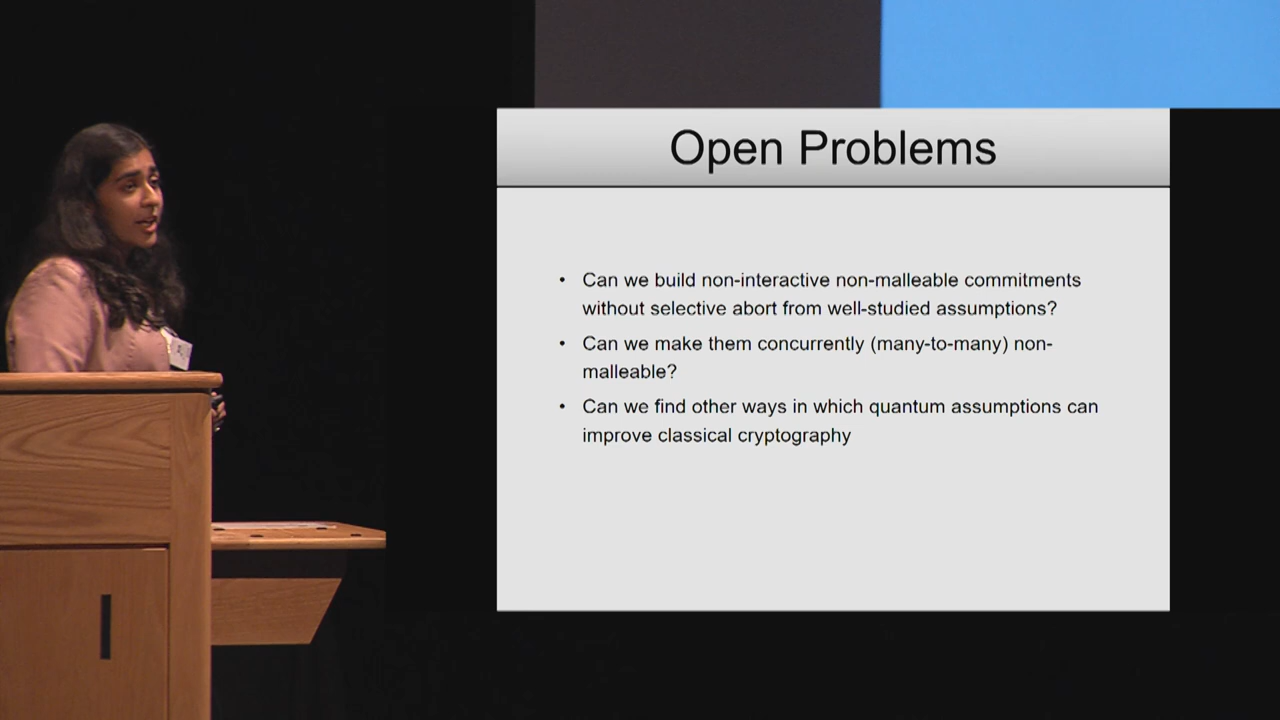 Open Problems
• Can we build non-interactive non-malleable commitments
without selective abort from well-studied assumptions?
• Can we make them concurrently (many-to-many) non-
malleable?
• Can we find other ways in which quantum assumptions can
improve classical cryptography